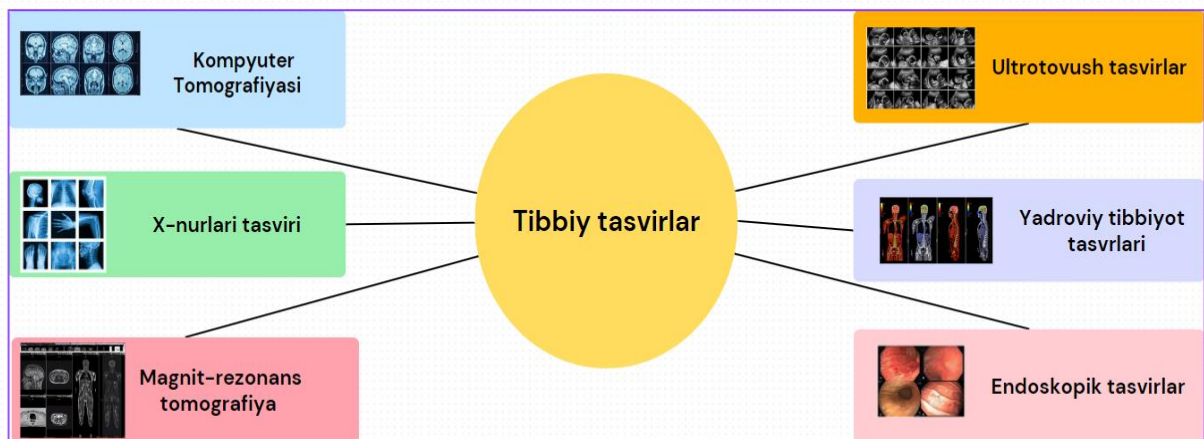 Kompyuter
Tomografiyasi
X-nurlari tasviri
Magnit-rezonans
tomografiya
Tibbiy tasvirlar
Ultrotovush tasvirlar
Yadroviy tibbiyot
tasvrlari
Endoskopik tasvirlar